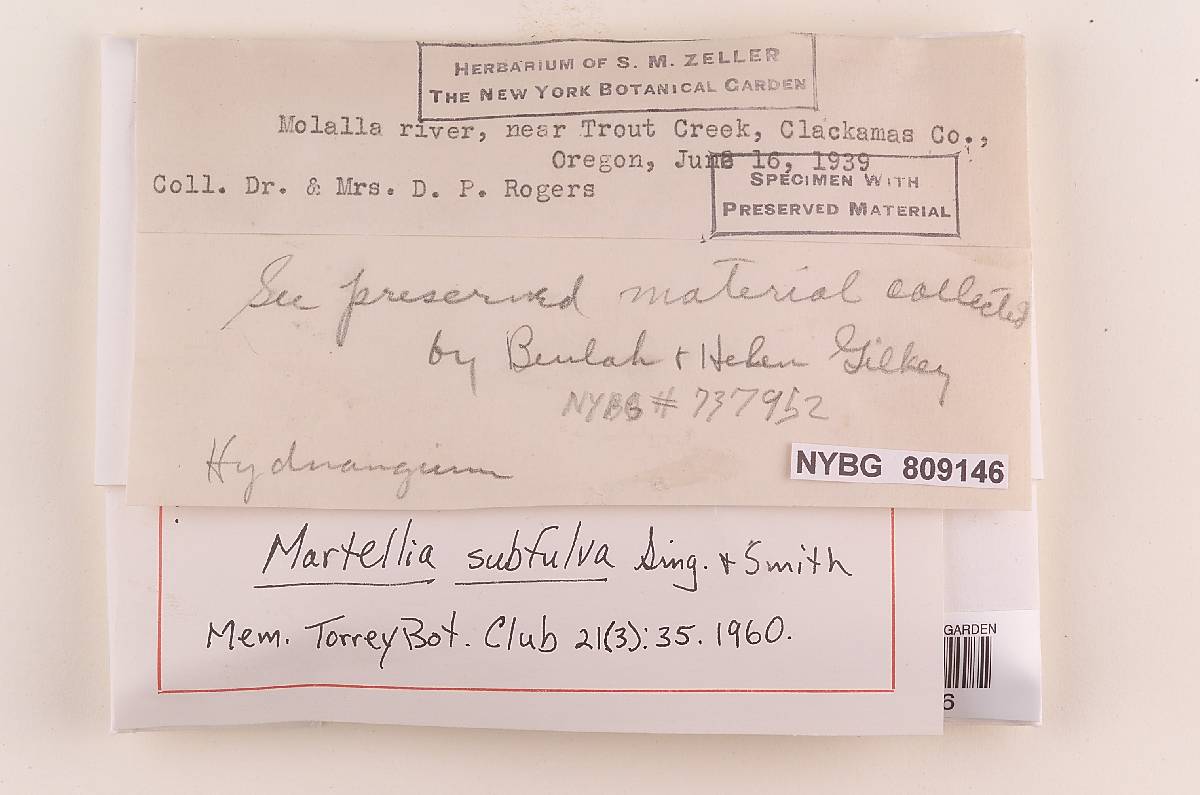 HERBARIUM OF S. M. ZELLER
THE NEW YORK BOTANICAL GARDEN
Molalla river, near Trout Creek, Clackamas Co.,
Oregon, June 16, 1939
Coll. Dr. & Mrs. D. P. Rogers
SPECIMEN WITH
PRESERVED MATERIAL
See preserved material collected
by Beulah & Helen Gilkey
NYBG # 737952
Hydnangium
NYBG 809146
Martellia subfulva Sing. & Smith
Mem. Torrey Bot. Club 21(3): 35. 1960.
GARDEN
6